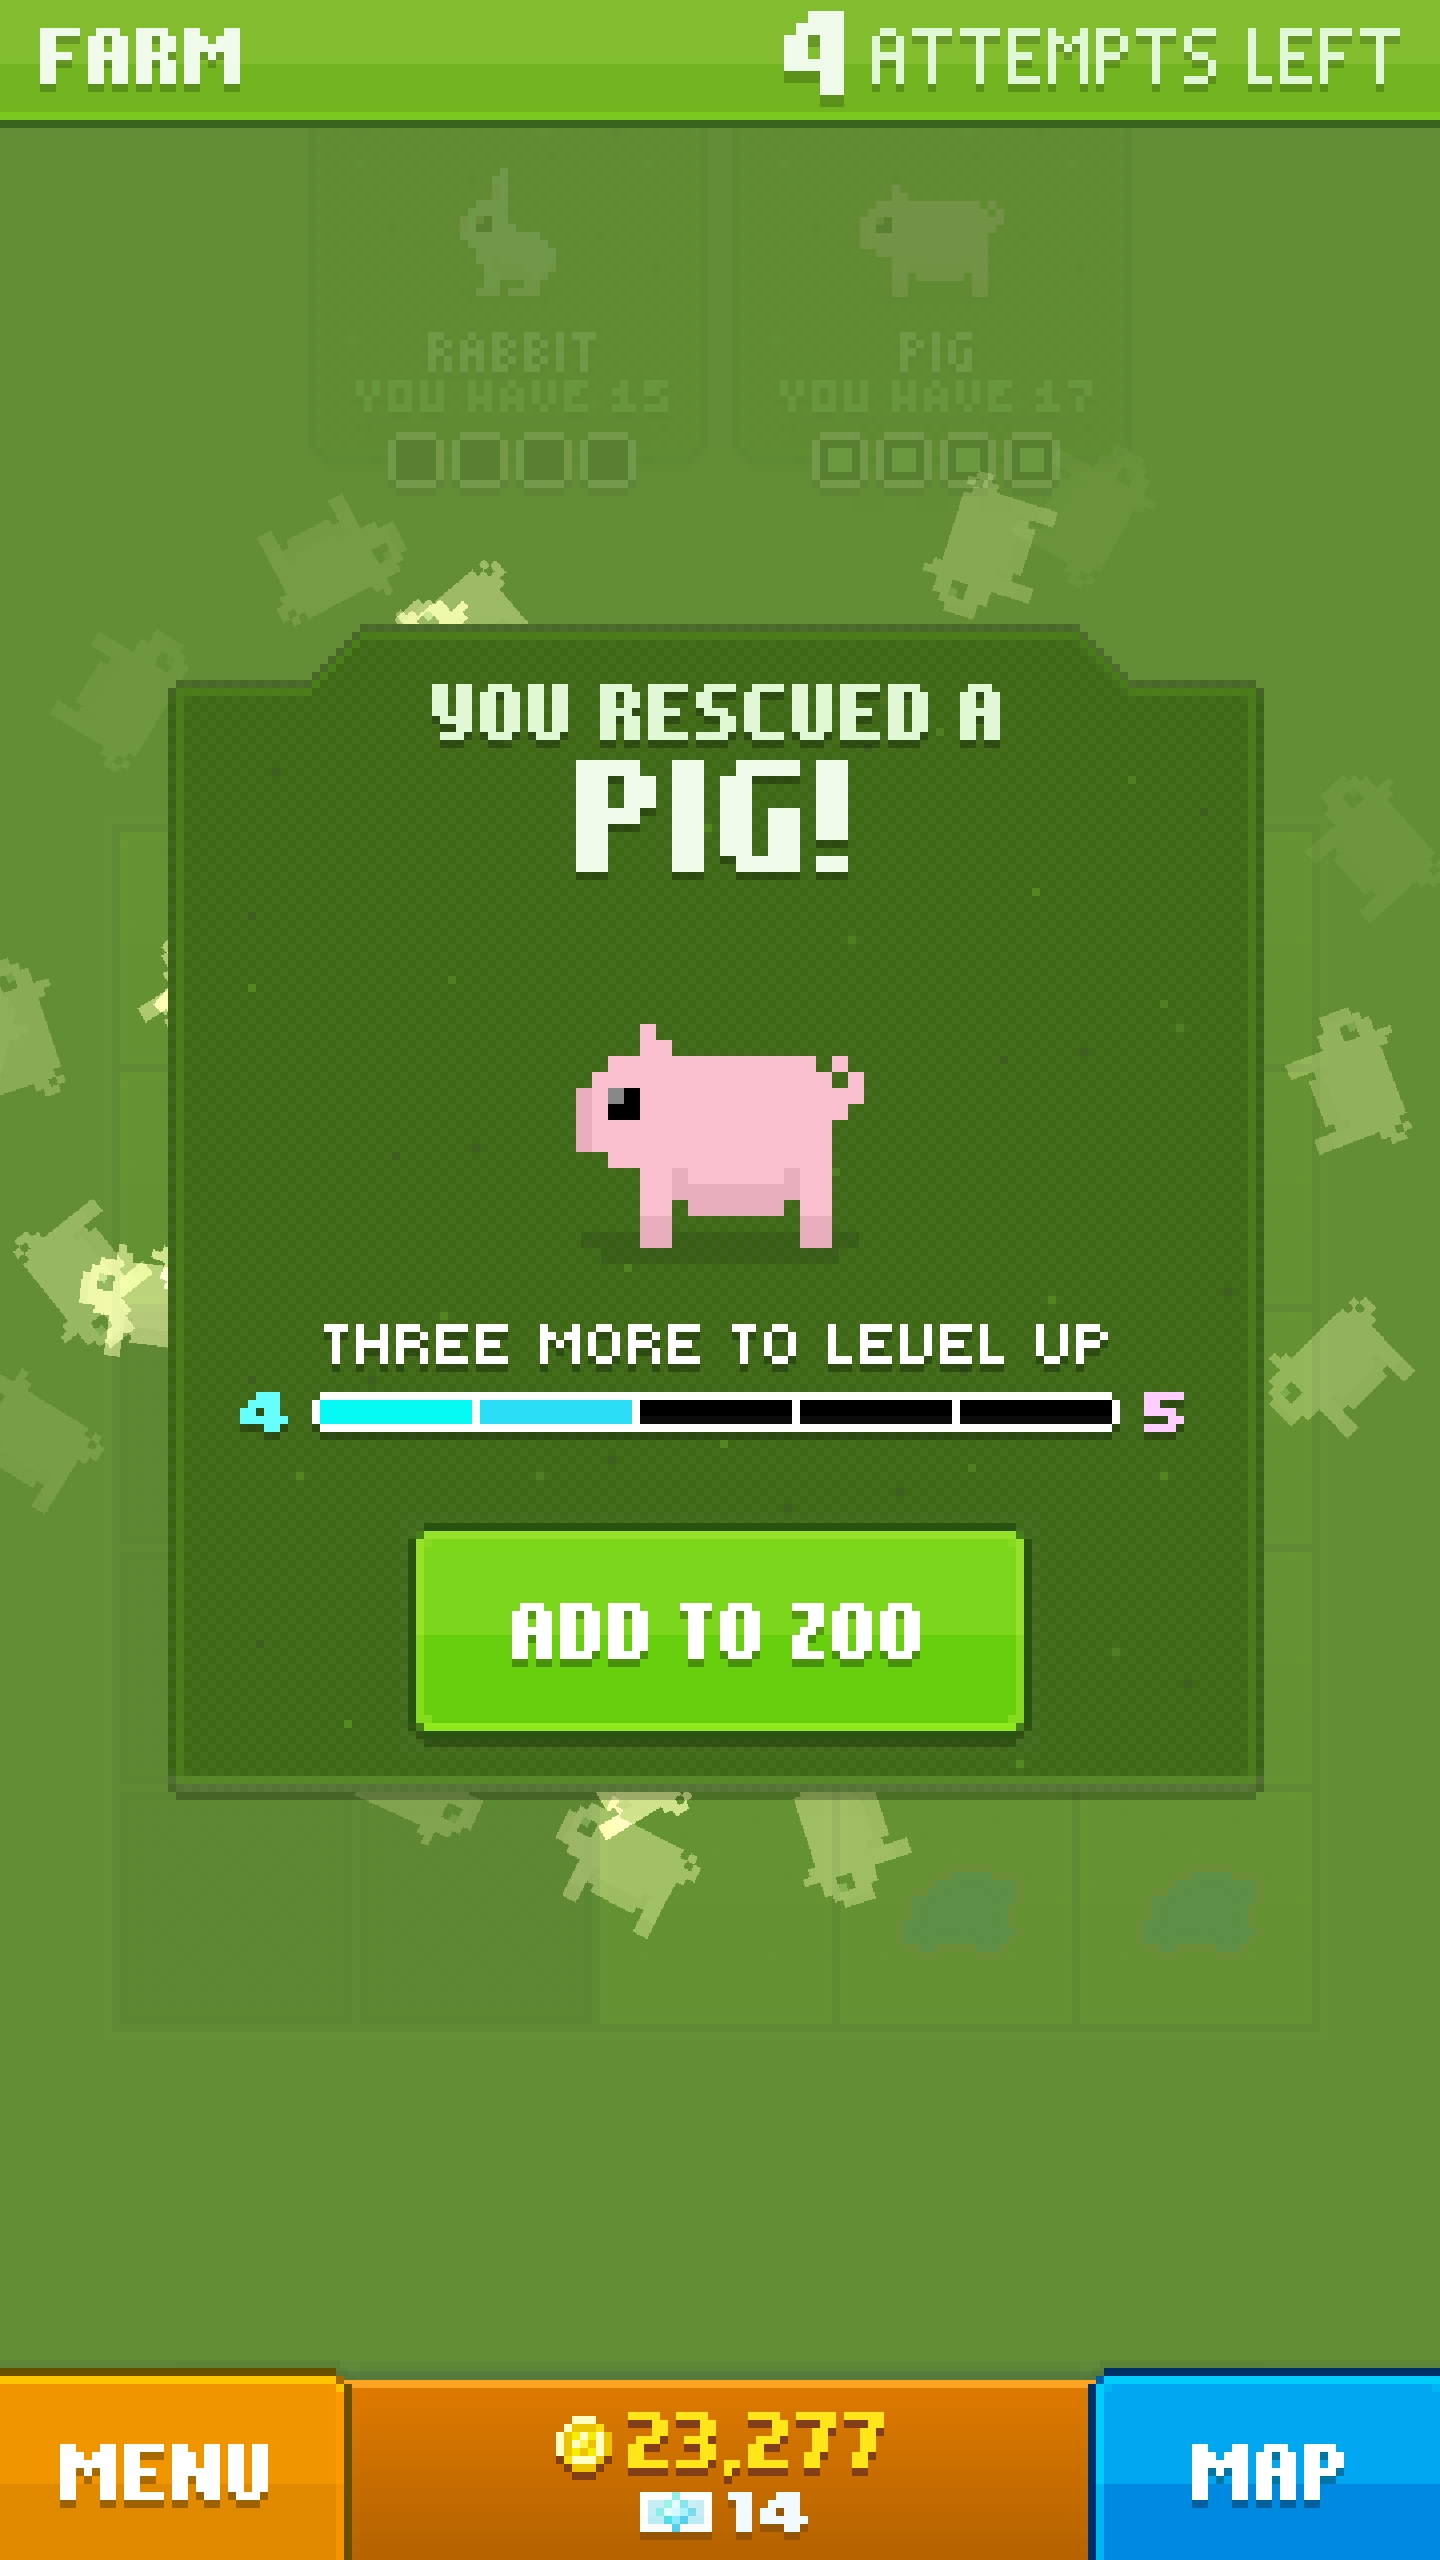 FARM
4 ATTEMPTS LEFT
RABBIT
YOU HAVE 15
PIG
YOU HAVE 17
YOU RESCUED A
PIG!
THREE MORE TO LEVEL UP
4 5
ADD TO ZOO
MENU
23,277
14
MAP